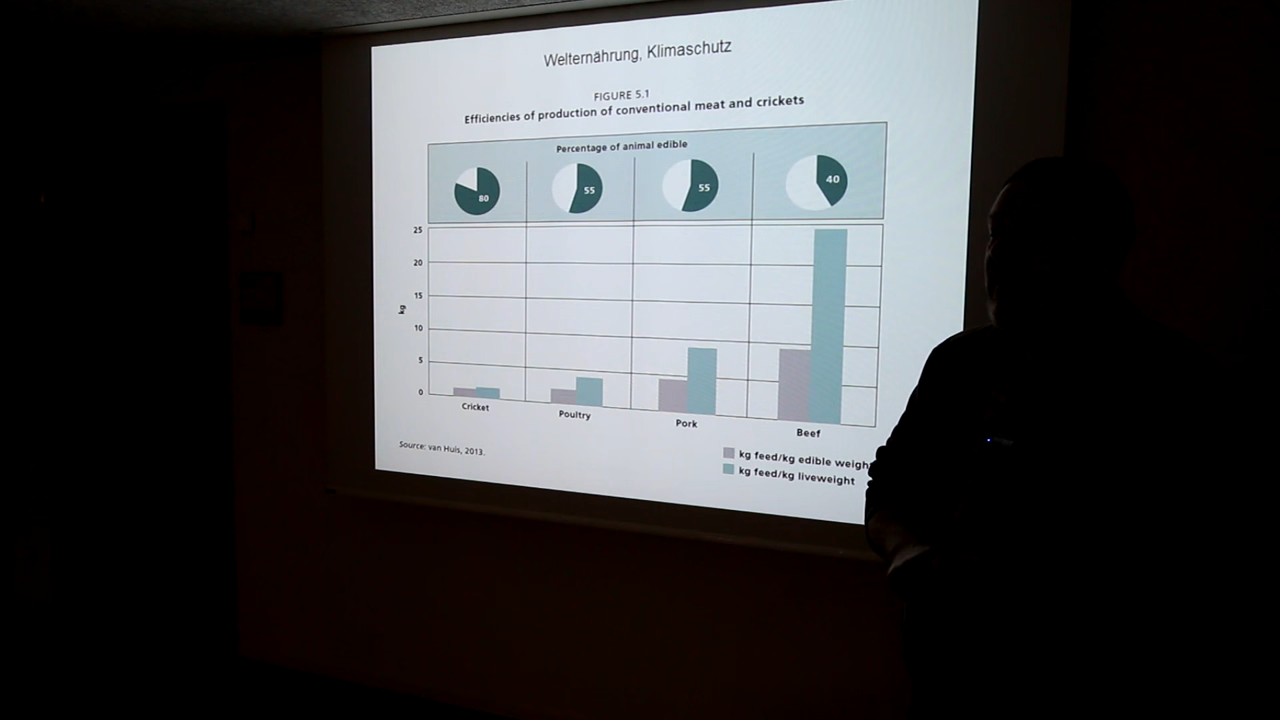 Welternährung, Klimaschutz
FIGURE 5.1
Efficiencies of production of conventional meat and crickets
Percentage of animal edible
80 55 55 40
25
20
15
10
5
0
kg
Cricket Poultry Pork Beef
Source: van Huis, 2013.
kg feed/kg edible weight
kg feed/kg liveweight